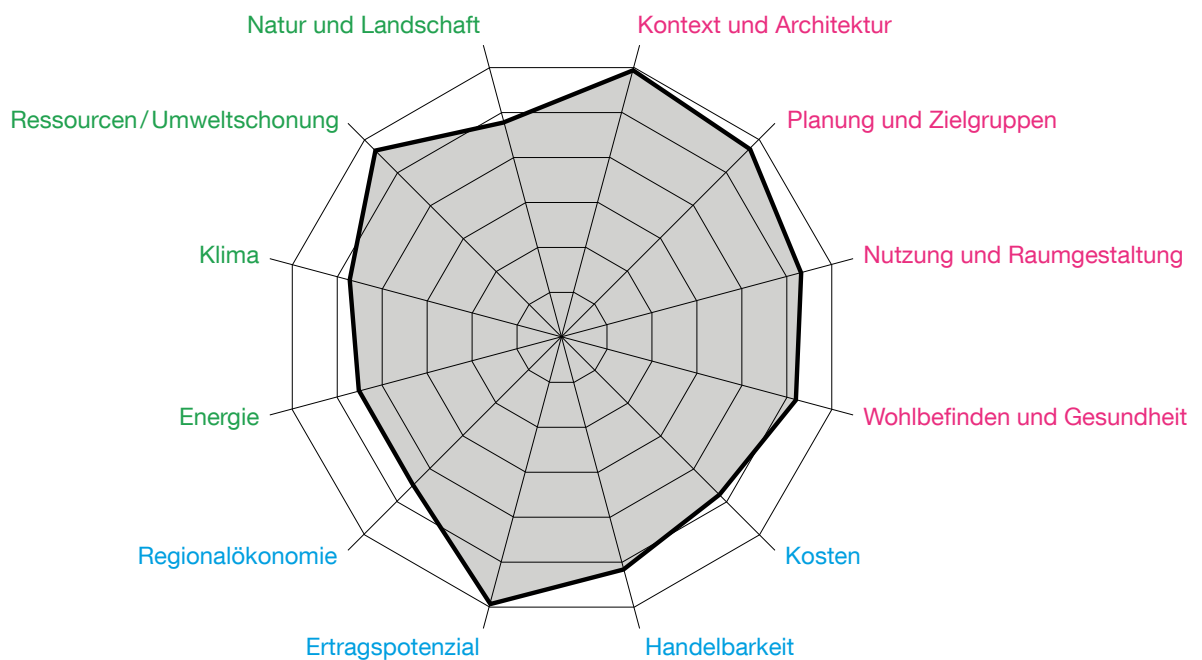 Natur und Landschaft
Kontext und Architektur
Ressourcen/Umweltschonung
Planung und Zielgruppen
Klima
Nutzung und Raumgestaltung
Energie
Wohlbefinden und Gesundheit
Regionalökonomie
Kosten
Ertragspotenzial
Handelbarkeit